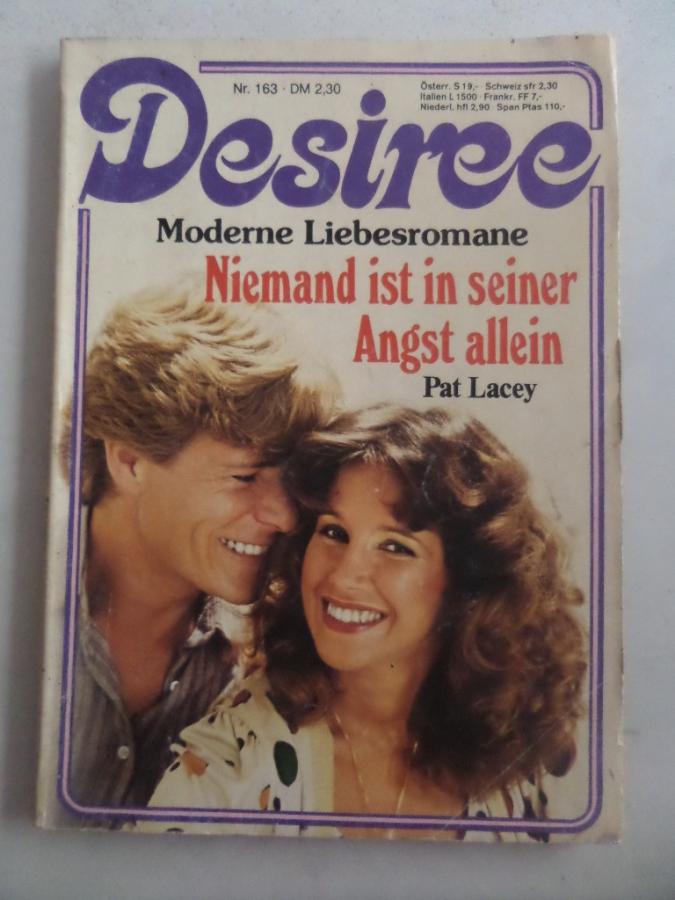 Nr. 163 · DM 2,30
Österr. S 19,- · Schweiz sfr 2,30
Italien L 1500 · Frankr. FF 7,-
Niederl. hfl 2,90 · Span Ptas 110,-
Desiree
Moderne Liebesromane
Niemand ist in seiner
Angst allein
Pat Lacey